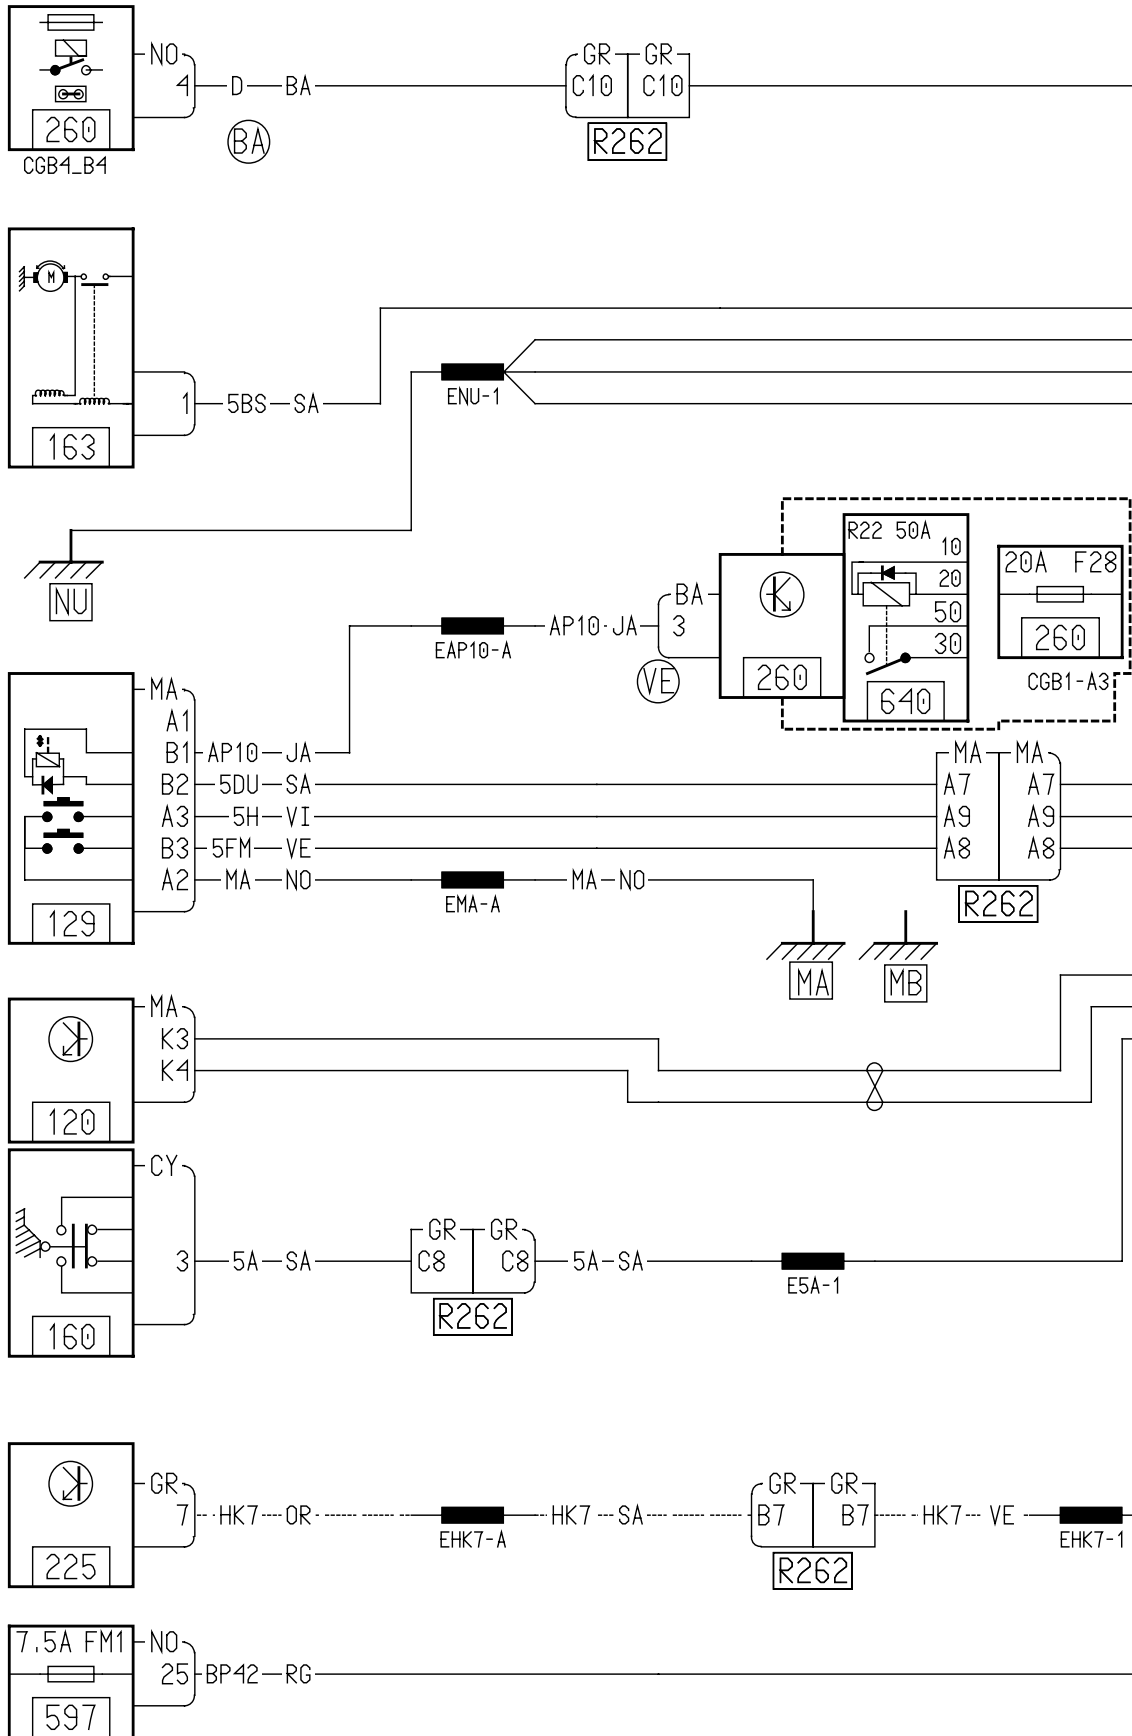 NO
4 D BA
GR GR
C10 C10
R262
260
BA
CGB4_B4
M
1 5BS SA
163
ENU-1
NU
R22 50A
10
20
50
30
640
20A F28
260
CGB1-A3
BA
3
AP10 JA
EAP10-A
VE
260
MA
A1
B1 AP10 JA
B2 5DU SA
A3 5H VI
B3 5FM VE
A2 MA NO
129
MA MA
A7 A7
A9 A9
A8 A8
R262
EMA-A
MA NO
MA
MB
MA
K3
K4
120
CY
3 5A SA
160
GR GR
C8 C8
R262
5A SA
E5A-1
GR
7 HK7 OR
225
EHK7-A
HK7 SA
GR GR
B7 B7
R262
HK7 VE
EHK7-1
7.5A FM1
NO
25 BP42 RG
597